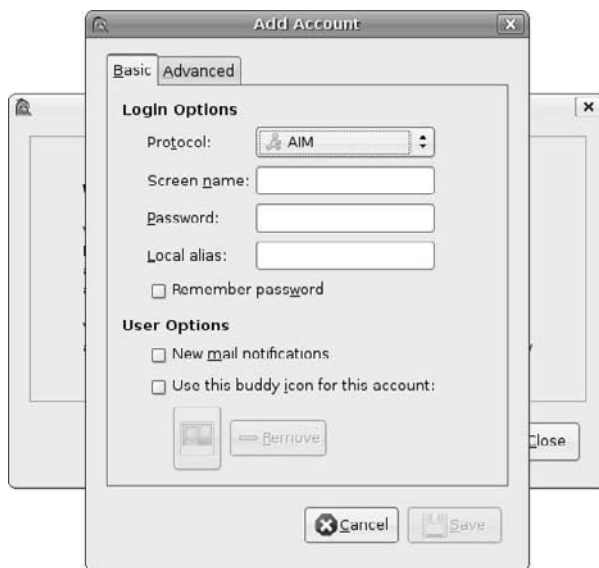 Add Account
Basic
Advanced
Login Options
Protocol:
AIM
Screen name:
Password:
Local alias:
Remember password
User Options
New mail notifications
Use this buddy icon for this account:
Remove
Close
Cancel
Save